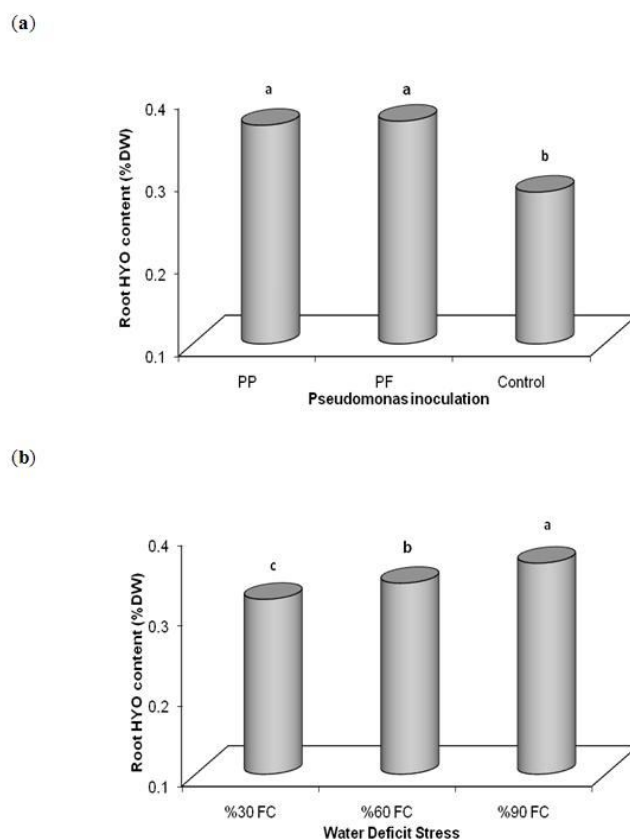 (a)
a
a
b
0.4
0.3
0.2
0.1
Root HYO content (%DW)
PP
PF
Control
Pseudomonas inoculation
(b)
c
b
a
0.4
0.3
0.2
0.1
Root HYO content (%DW)
%30 FC
%60 FC
%90 FC
Water Deficit Stress